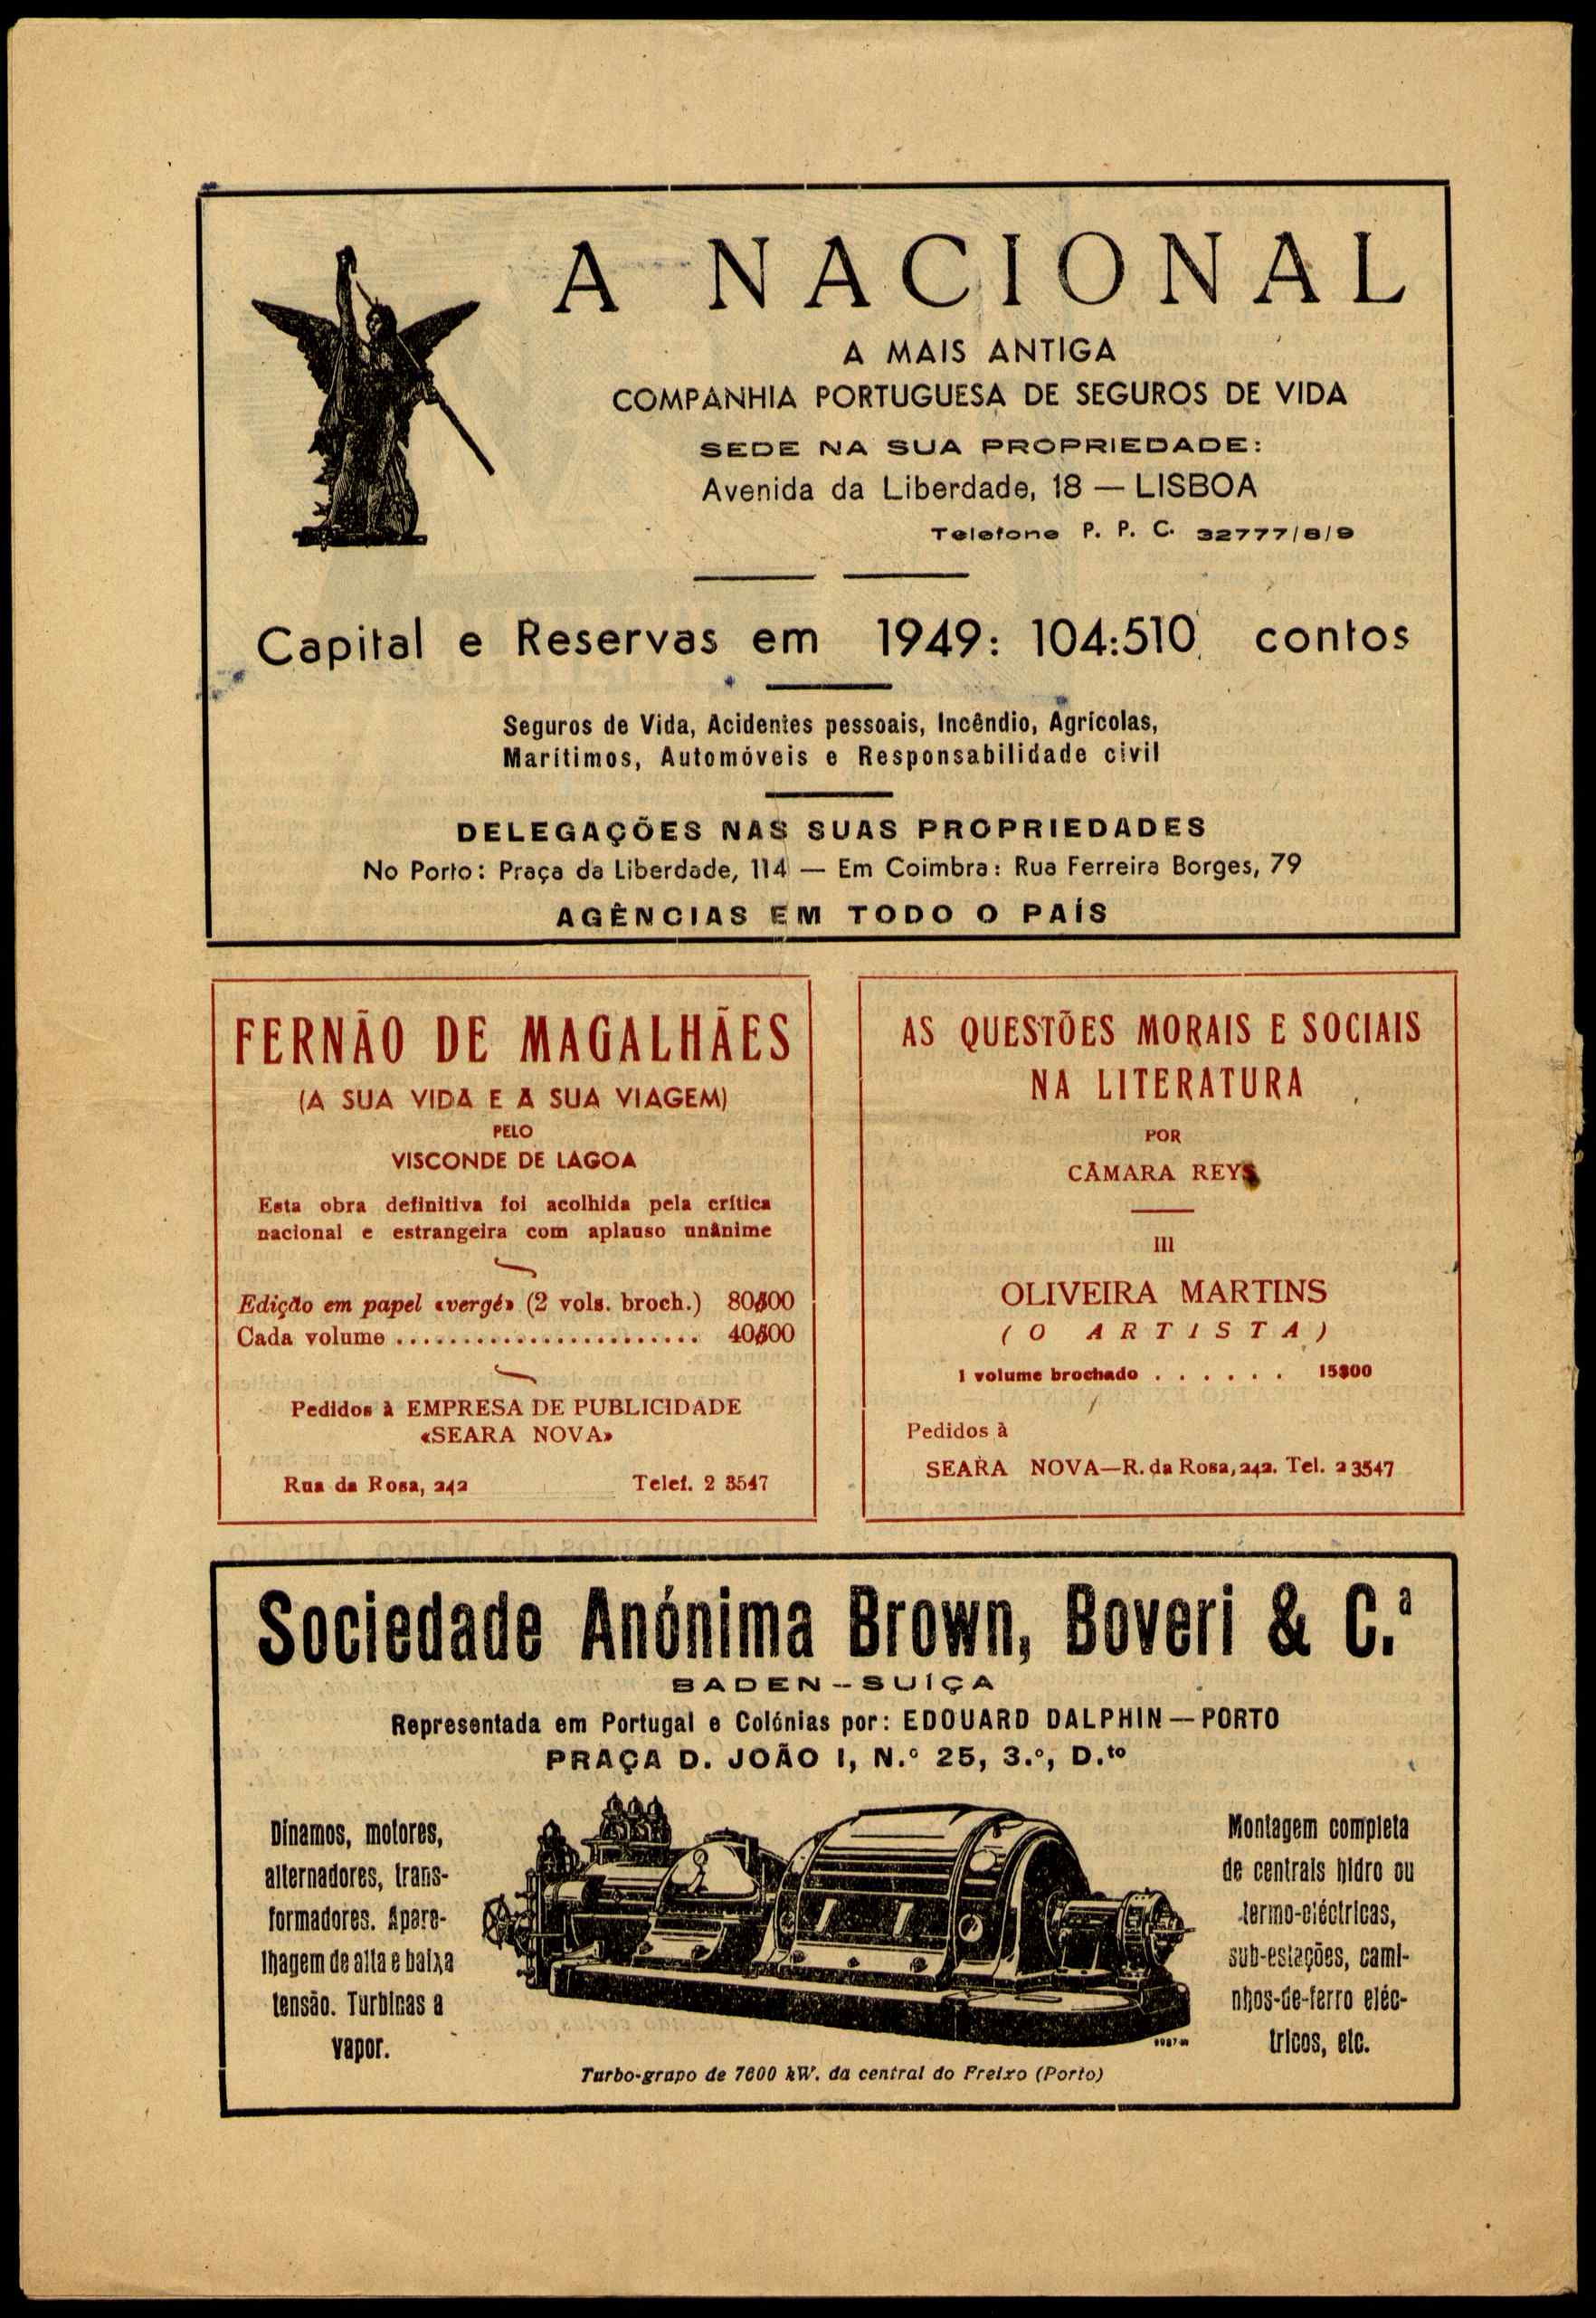 A NACIONAL
A MAIS ANTIGA
COMPANHIA PORTUGUESA DE SEGUROS DE VIDA
SEDE NA SUA PROPRIEDADE:
Avenida da Liberdade, 18 — LISBOA
Telefone P. P. C. 32777/8/9
Capital e Reservas em 1949: 104:510 contos
Seguros de Vida, Acidentes pessoais, Incêndio, Agrícolas,
Marítimos, Automóveis e Responsabilidade civil
DELEGAÇÕES NAS SUAS PROPRIEDADES
No Porto: Praça da Liberdade, 114 — Em Coimbra: Rua Ferreira Borges, 79
AGÊNCIAS EM TODO O PAÍS
FERNÃO DE MAGALHÃES
(A SUA VIDA E A SUA VIAGEM)
PELO
VISCONDE DE LAGOA
Esta obra definitiva foi acolhida pela crítica
nacional e estrangeira com aplauso unânime
Edição em papel «vergé» (2 vols. broch.) 80$00
Cada volume ....................... 40$00
Pedidos à EMPRESA DE PUBLICIDADE
«SEARA NOVA»
Rua da Rosa, 242 Telef. 2 3547
AS QUESTÕES MORAIS E SOCIAIS
NA LITERATURA
POR
CÂMARA REYS
III
OLIVEIRA MARTINS
(O ARTISTA)
1 volume brochado . . . . . . 15$00
Pedidos à
SEARA NOVA—R. da Rosa, 242. Tel. 2 3547
Sociedade Anónima Brown, Boveri & C.ª
BADEN-SUÍÇA
Representada em Portugal e Colónias por: EDOUARD DALPHIN — PORTO
PRAÇA D. JOÃO I, N.º 25, 3.º, D.to
Dínamos, motores,
alternadores, trans-
formadores. Apare-
lhagem de alta e baixa
tensão. Turbinas a
vapor.
Montagem completa
de centrais hidro ou
termo-eléctricas,
sub-estações, cami-
nhos-de-ferro eléc-
tricos, etc.
Turbo-grupo de 7600 kW. da central do Freixo (Porto)